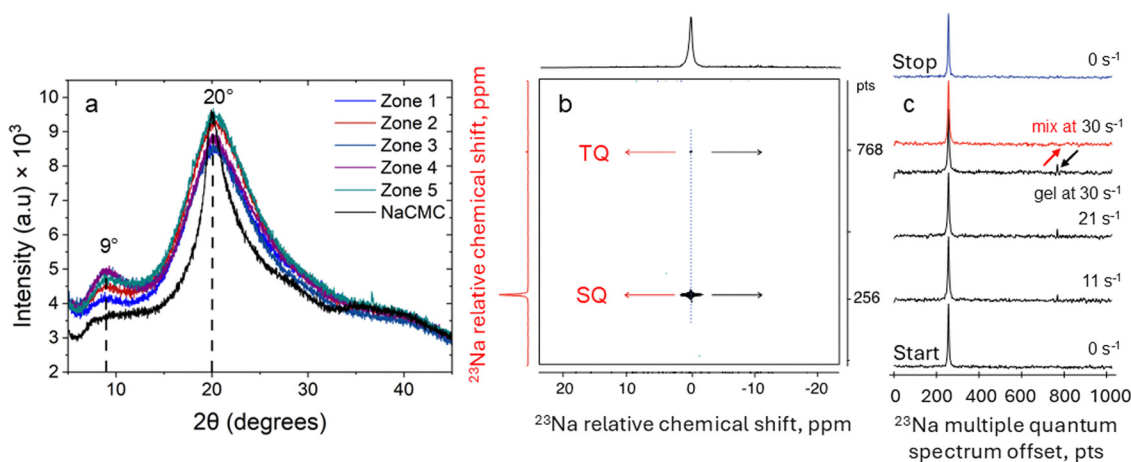 a
Intensity (a.u) × 10³
10
9
8
7
6
5
4
3
2
9°
20°
Zone 1
Zone 2
Zone 3
Zone 4
Zone 5
NaCMC
10
20
30
40
2θ (degrees)
²³Na relative chemical shift, ppm
b
TQ
SQ
pts
768
256
20
10
0
-10
-20
²³Na relative chemical shift, ppm
Stop
0 s⁻¹
c
mix at 30 s⁻¹
gel at 30 s⁻¹
21 s⁻¹
11 s⁻¹
Start
0 s⁻¹
0
200
400
600
800
1000
²³Na multiple quantum
spectrum offset, pts